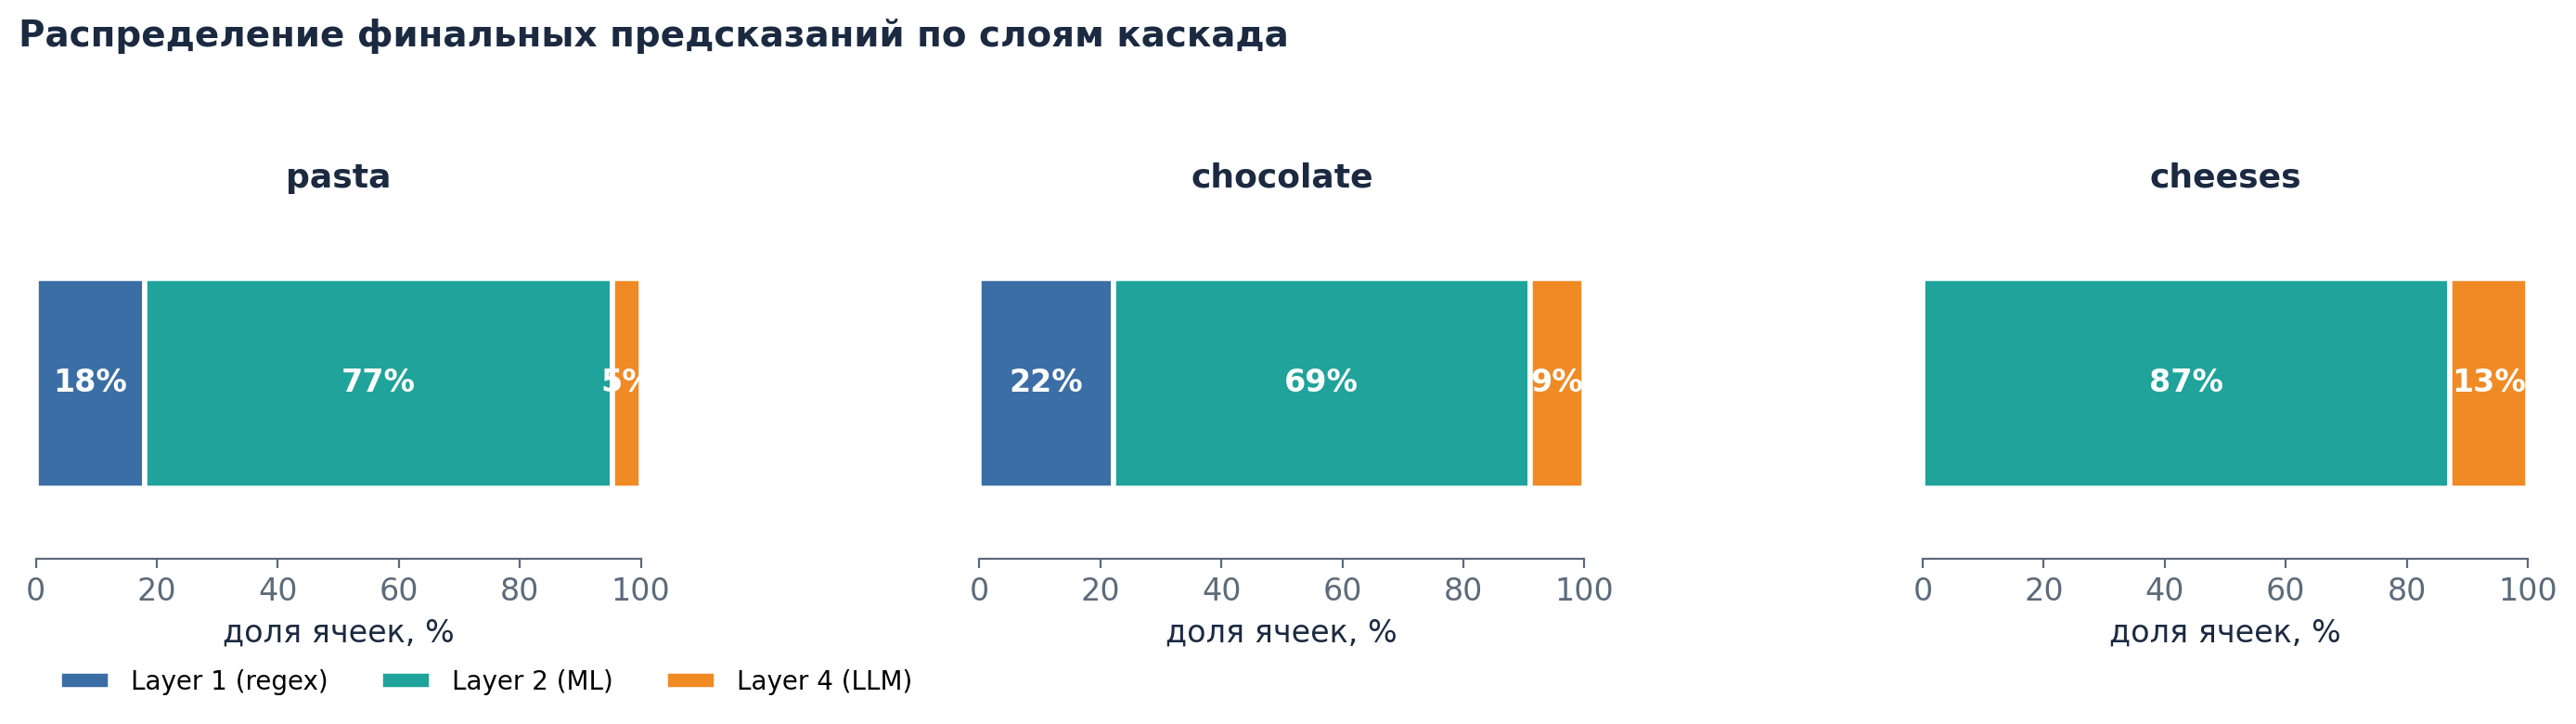 Распределение финальных предсказаний по слоям каскада
pasta
chocolate
cheeses
18% 77% 5%
22% 69% 9%
87% 13%
0 20 40 60 80 100
0 20 40 60 80 100
0 20 40 60 80 100
доля ячеек, %
доля ячеек, %
доля ячеек, %
Layer 1 (regex) Layer 2 (ML) Layer 4 (LLM)